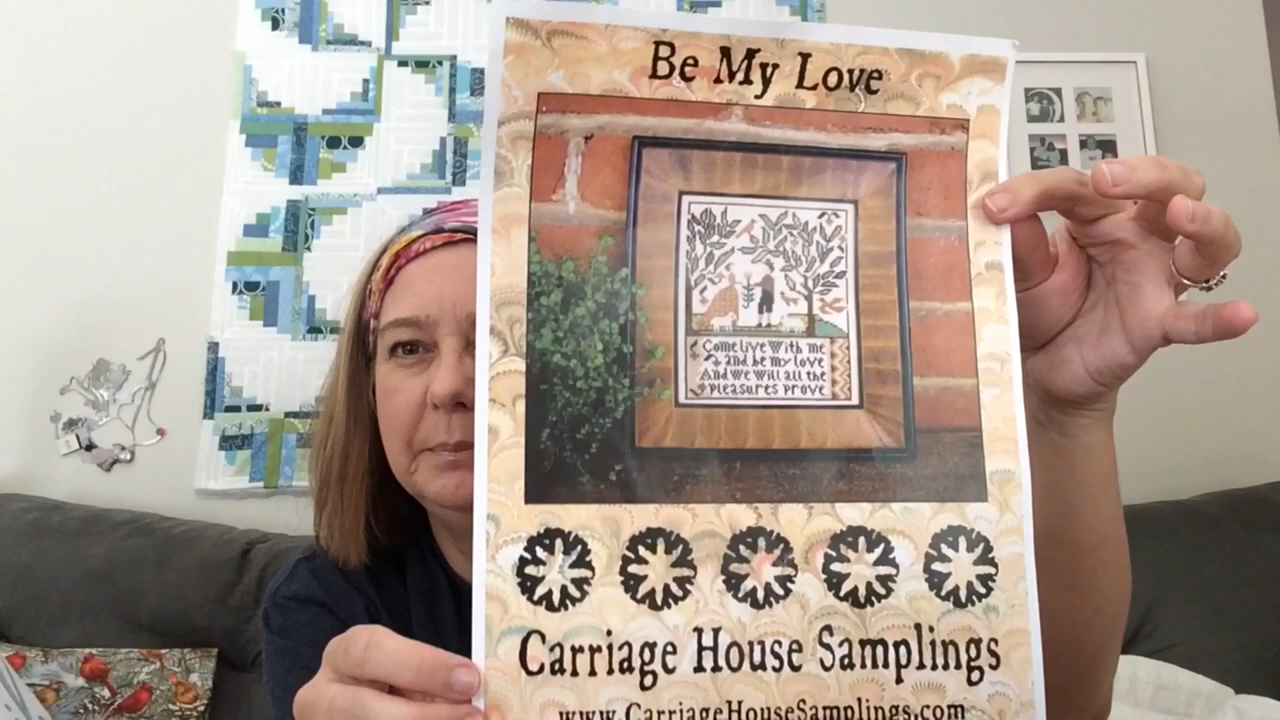 Be My Love
Come live With me
and be my love
And We will all the
pleasures prove
Carriage House Samplings
www.CarriageHouseSamplings.com